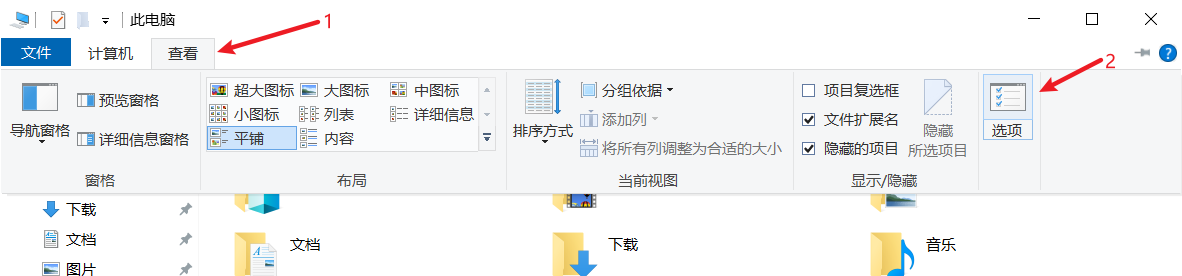 此电脑
1
文件 计算机 查看
2
导航窗格
预览窗格
详细信息窗格
窗格
超大图标 大图标 中图标
小图标 列表 详细信息
平铺 内容
布局
排序方式
分组依据
添加列
将所有列调整为合适的大小
当前视图
项目复选框
文件扩展名
隐藏的项目
隐藏
所选项目
显示/隐藏
选项
下载
文档
图片
文档
下载
音乐